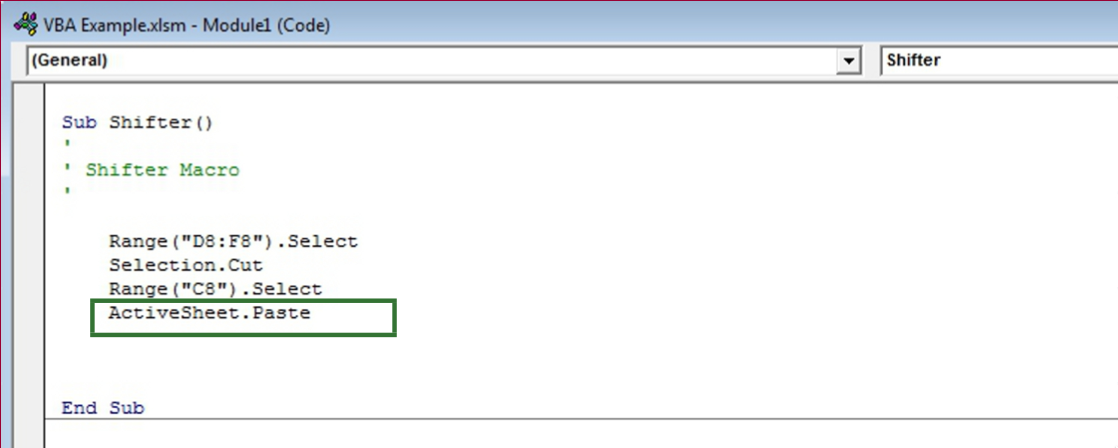 VBA Example.xlsm - Module1 (Code)
(General)
Shifter
Sub Shifter()
'
' Shifter Macro
'
Range("D8:F8").Select
Selection.Cut
Range("C8").Select
ActiveSheet.Paste
End Sub